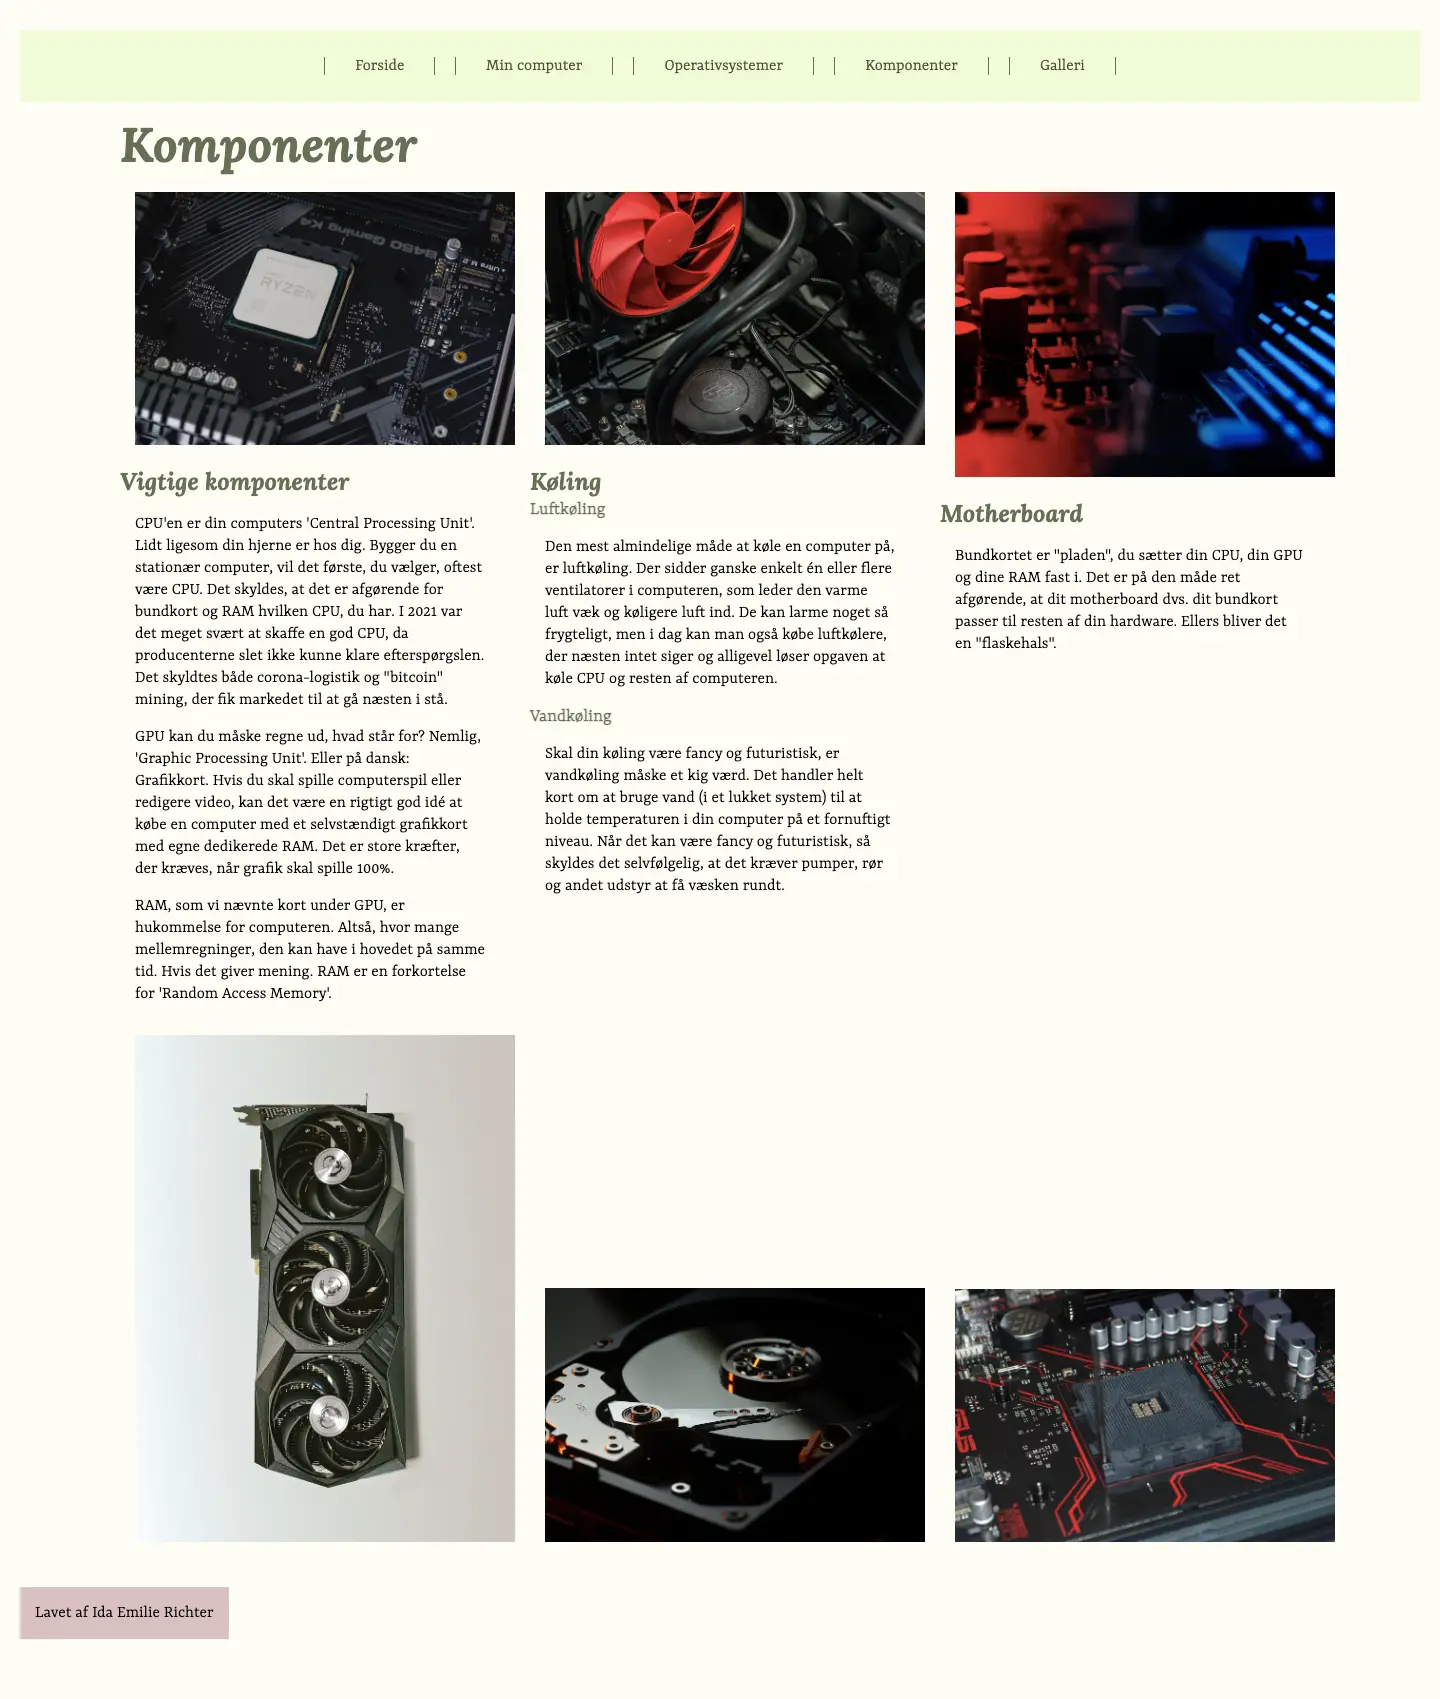 Forside
Min computer
Operativsystemer
Komponenter
Galleri
Komponenter
B450 Gaming K4
Ultra M.2
RYZEN
AMD
Vigtige komponenter
CPU'en er din computers 'Central Processing Unit'.
Lidt ligesom din hjerne er hos dig. Bygger du en
stationær computer, vil det første, du vælger, oftest
være CPU. Det skyldes, at det er afgørende for
bundkort og RAM hvilken CPU, du har. I 2021 var
det meget svært at skaffe en god CPU, da
producenterne slet ikke kunne klare efterspørgslen.
Det skyldtes både corona-logistik og "bitcoin"
mining, der fik markedet til at gå næsten i stå.
GPU kan du måske regne ud, hvad står for? Nemlig,
'Graphic Processing Unit'. Eller på dansk:
Grafikkort. Hvis du skal spille computerspil eller
redigere video, kan det være en rigtigt god idé at
købe en computer med et selvstændigt grafikkort
med egne dedikerede RAM. Det er store kræfter,
der kræves, når grafik skal spille 100%.
RAM, som vi nævnte kort under GPU, er
hukommelse for computeren. Altså, hvor mange
mellemregninger, den kan have i hovedet på samme
tid. Hvis det giver mening. RAM er en forkortelse
for 'Random Access Memory'.
Køling
Luftkøling
Den mest almindelige måde at køle en computer på,
er luftkøling. Der sidder ganske enkelt én eller flere
ventilatorer i computeren, som leder den varme
luft væk og køligere luft ind. De kan larme noget så
frygteligt, men i dag kan man også købe luftkølere,
der næsten intet siger og alligevel løser opgaven at
køle CPU og resten af computeren.
Vandkøling
Skal din køling være fancy og futuristisk, er
vandkøling måske et kig værd. Det handler helt
kort om at bruge vand (i et lukket system) til at
holde temperaturen i din computer på et fornuftigt
niveau. Når det kan være fancy og futuristisk, så
skyldes det selvfølgelig, at det kræver pumper, rør
og andet udstyr at få væsken rundt.
Motherboard
Bundkortet er "pladen", du sætter din CPU, din GPU
og dine RAM fast i. Det er på den måde ret
afgørende, at dit motherboard dvs. dit bundkort
passer til resten af din hardware. Ellers bliver det
en "flaskehals".
Lavet af Ida Emilie Richter